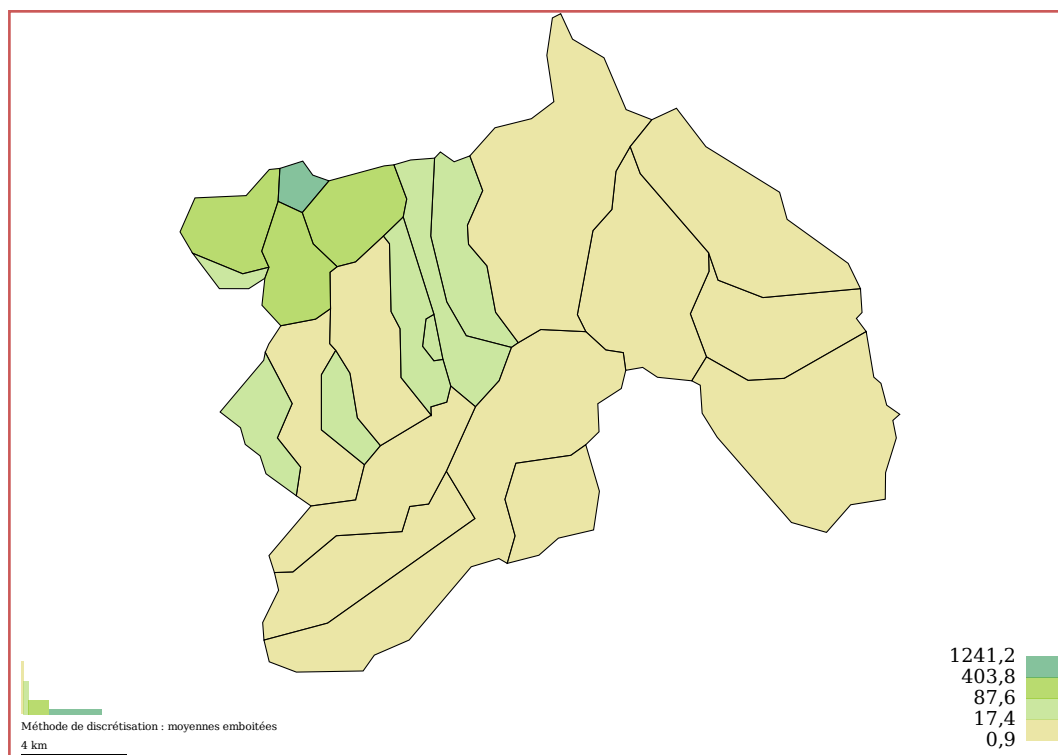 1241,2
403,8
87,6
17,4
0,9
Méthode de discrétisation : moyennes emboitées
4 km